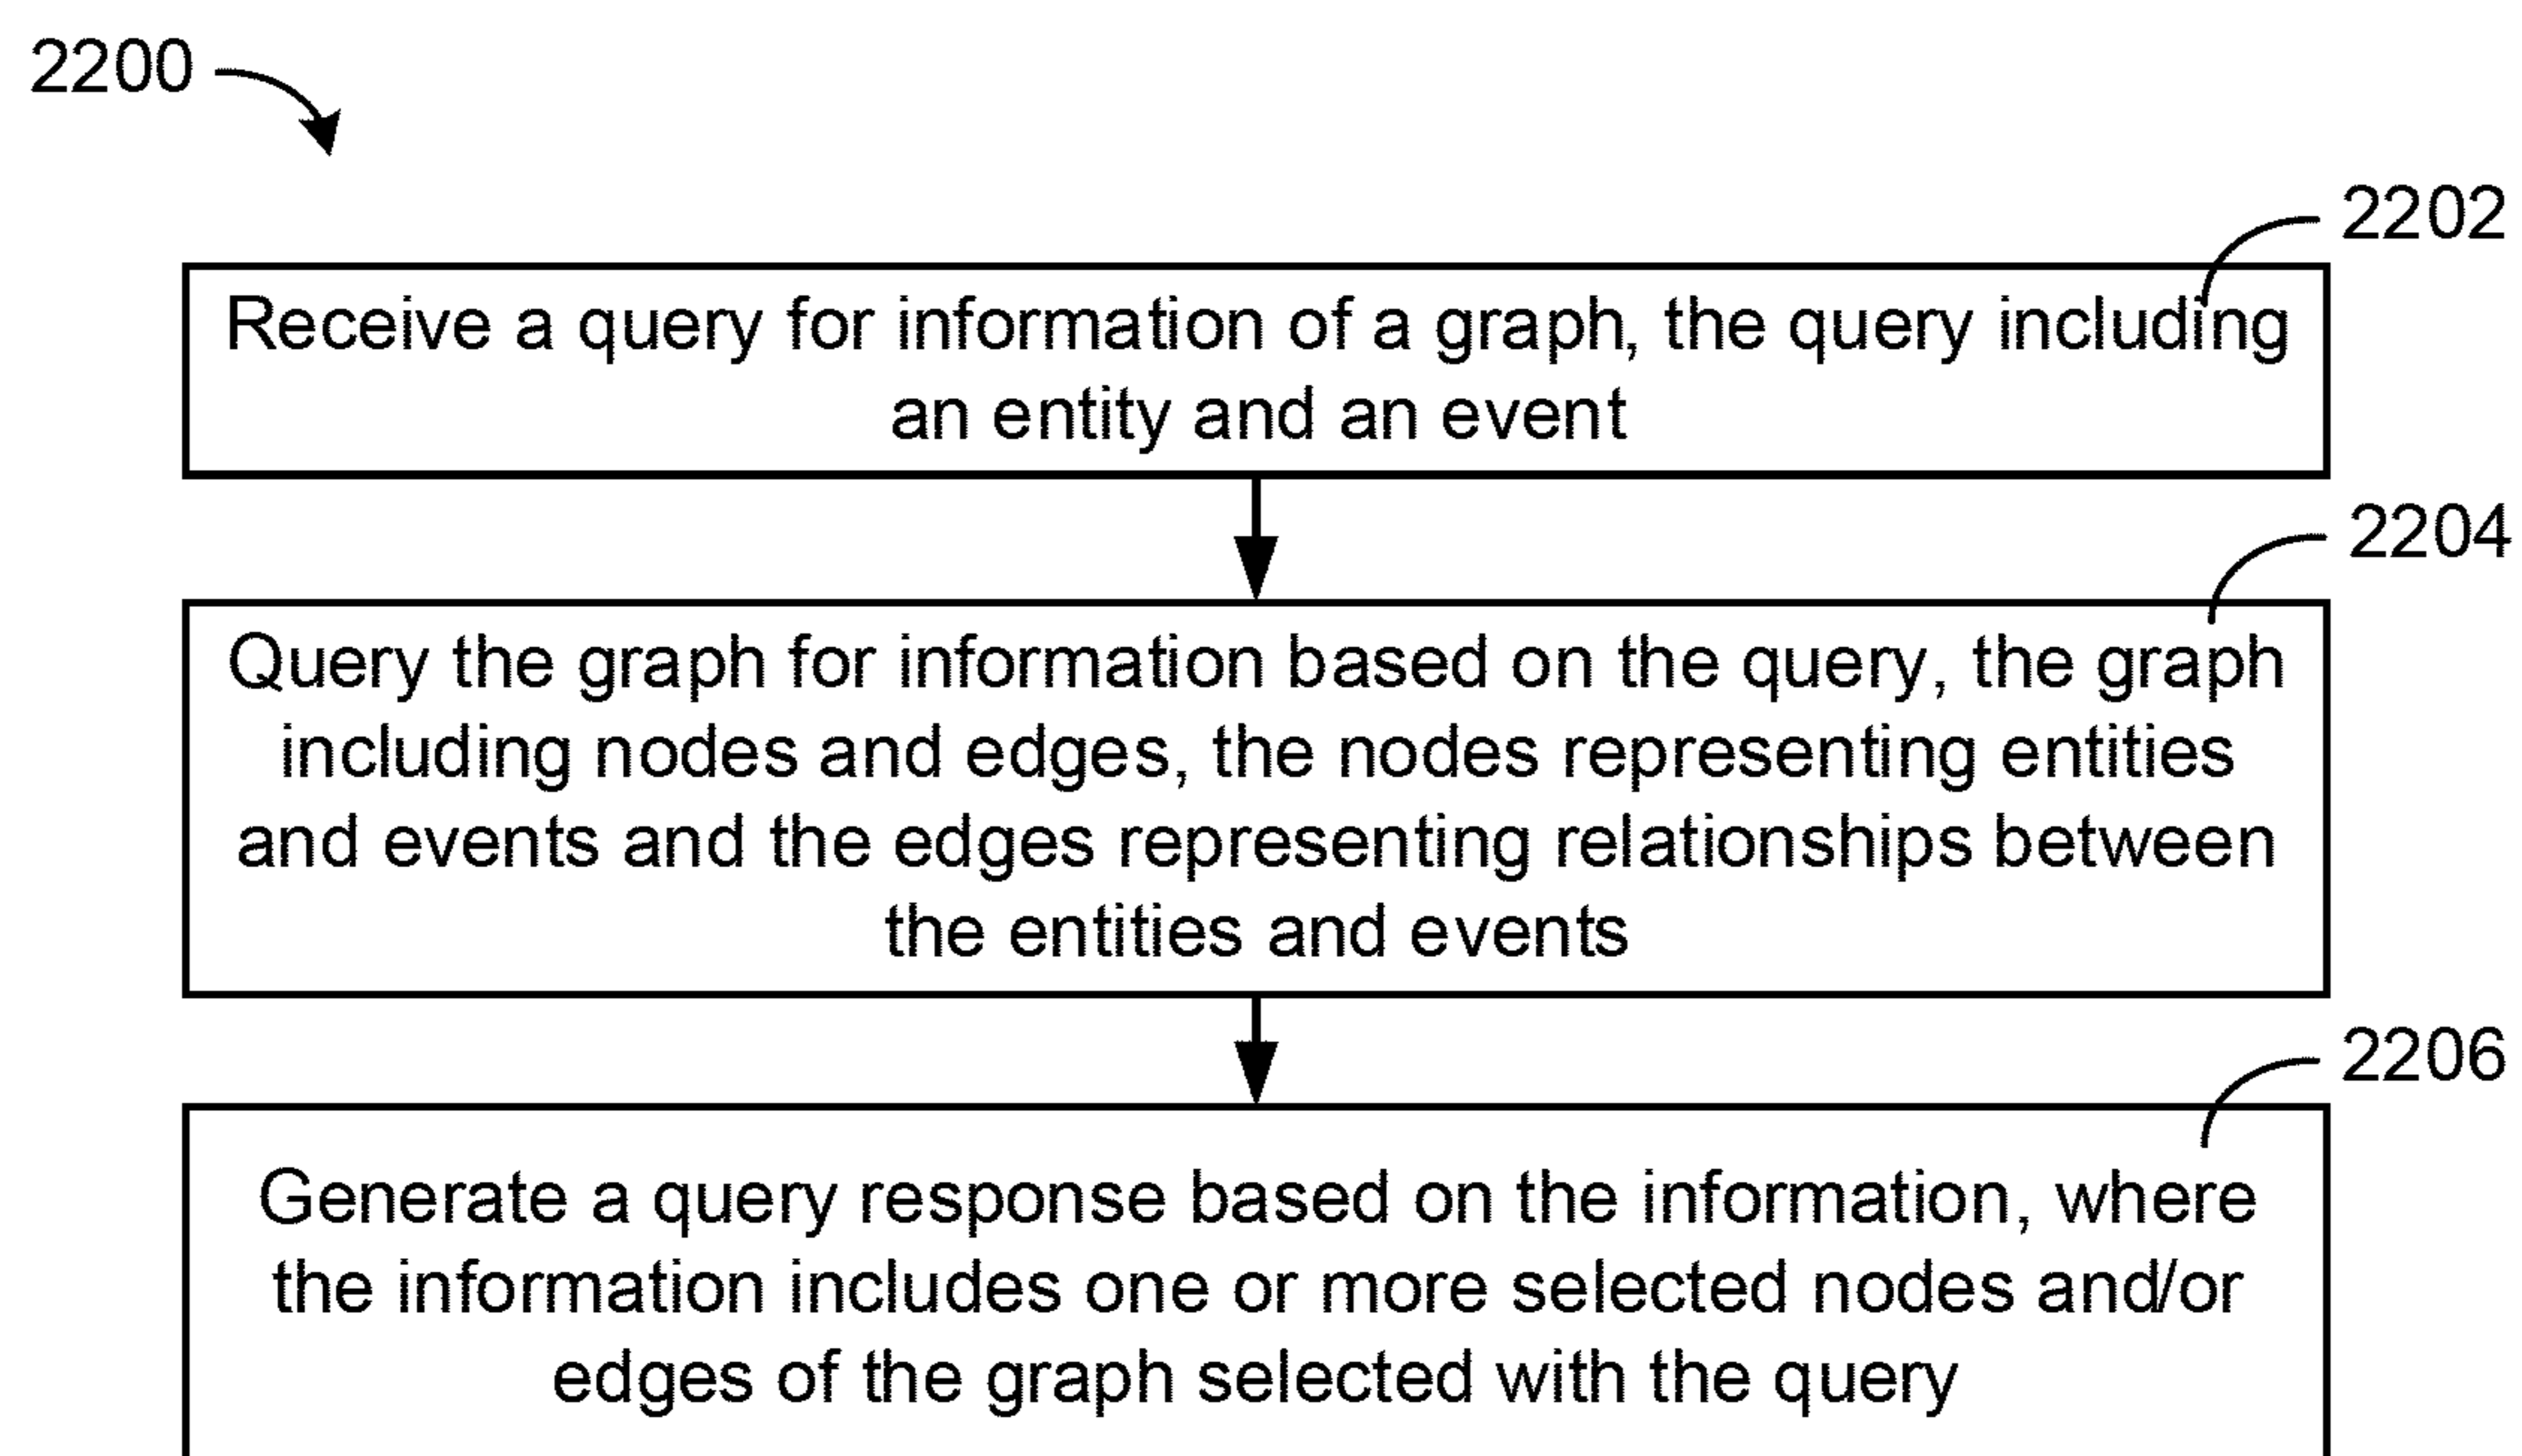 2200
2202
Receive a query for information of a graph, the query including
an entity and an event
2204
Query the graph for information based on the query, the graph
including nodes and edges, the nodes representing entities
and events and the edges representing relationships between
the entities and events
2206
Generate a query response based on the information, where
the information includes one or more selected nodes and/or
edges of the graph selected with the query